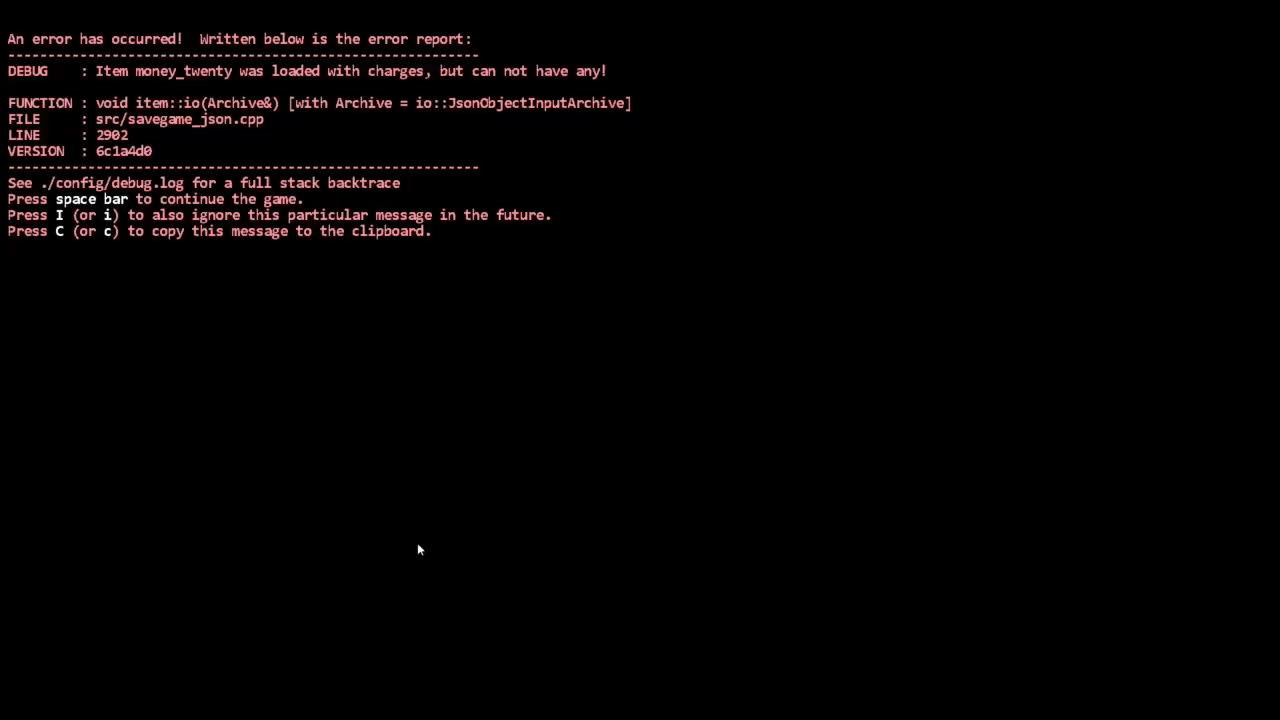 An error has occurred!  Written below is the error report:
-----------------------------------------------------------
DEBUG    : Item money_twenty was loaded with charges, but can not have any!
FUNCTION : void item::io(Archive&) [with Archive = io::JsonObjectInputArchive]
FILE     : src/savegame_json.cpp
LINE     : 2902
VERSION  : 6c1a4d0
-----------------------------------------------------------
See ./config/debug.log for a full stack backtrace
Press space bar to continue the game.
Press I (or i) to also ignore this particular message in the future.
Press C (or c) to copy this message to the clipboard.